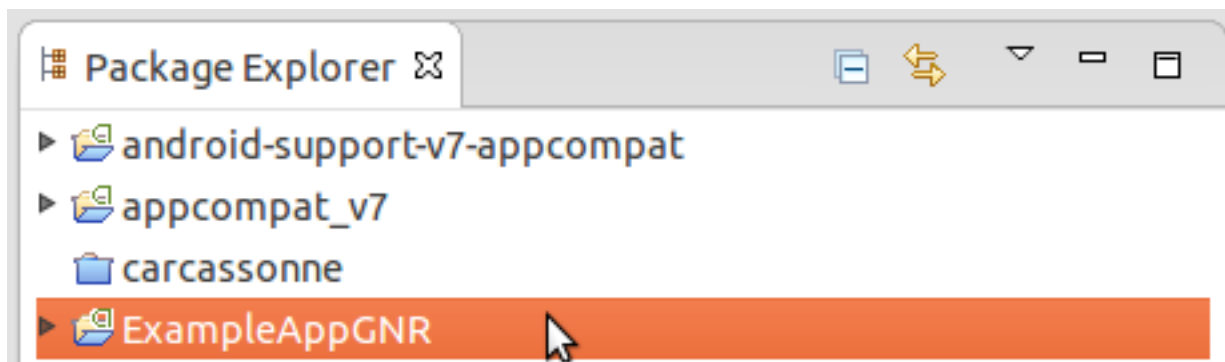 Package Explorer
android-support-v7-appcompat
appcompat_v7
carcassonne
ExampleAppGNR